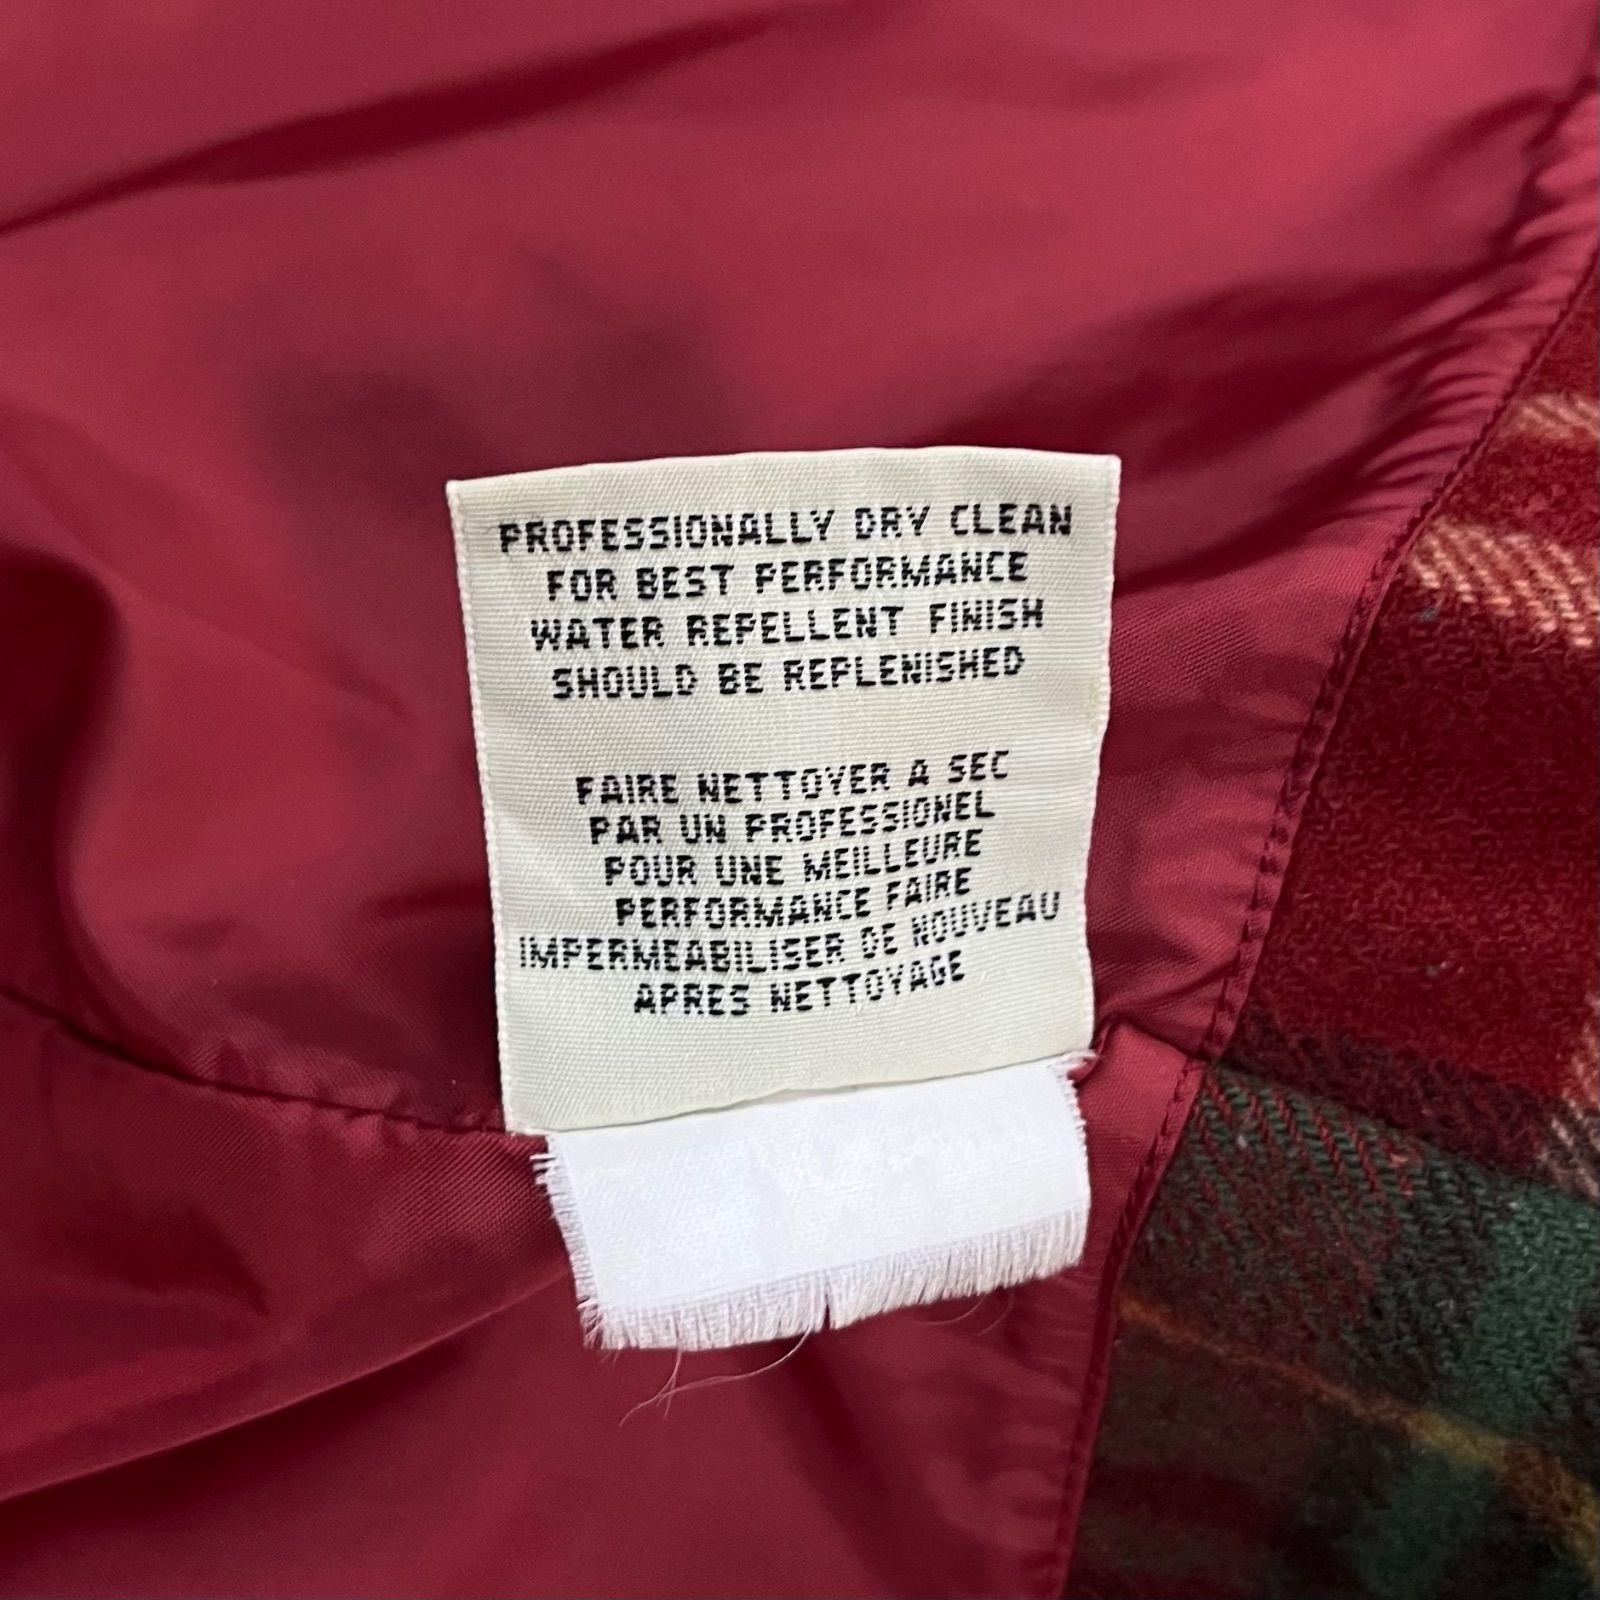 PROFESSIONALLY DRY CLEAN
FOR BEST PERFORMANCE
WATER REPELLENT FINISH
SHOULD BE REPLENISHED
FAIRE NETTOYER A SEC
PAR UN PROFESSIONEL
POUR UNE MEILLEURE
PERFORMANCE FAIRE
IMPERMEABILISER DE NOUVEAU
APRES NETTOYAGE